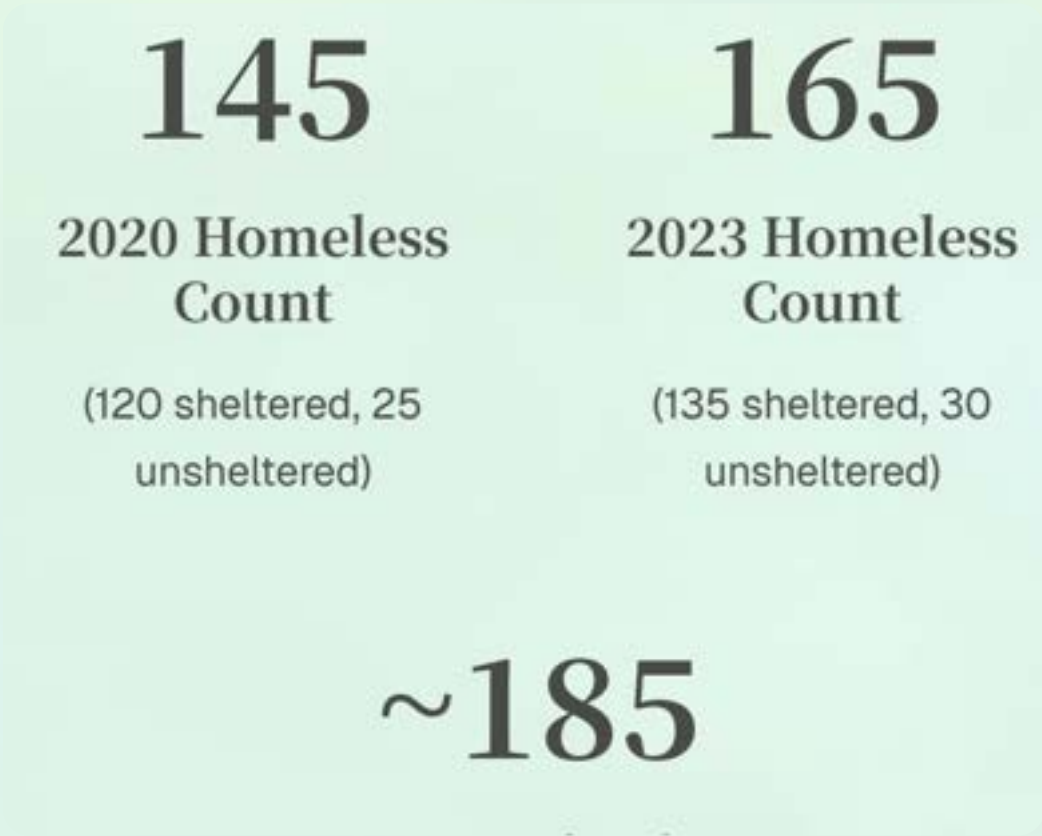 145
165
2020 Homeless
Count
2023 Homeless
Count
(120 sheltered, 25
unsheltered)
(135 sheltered, 30
unsheltered)
~185